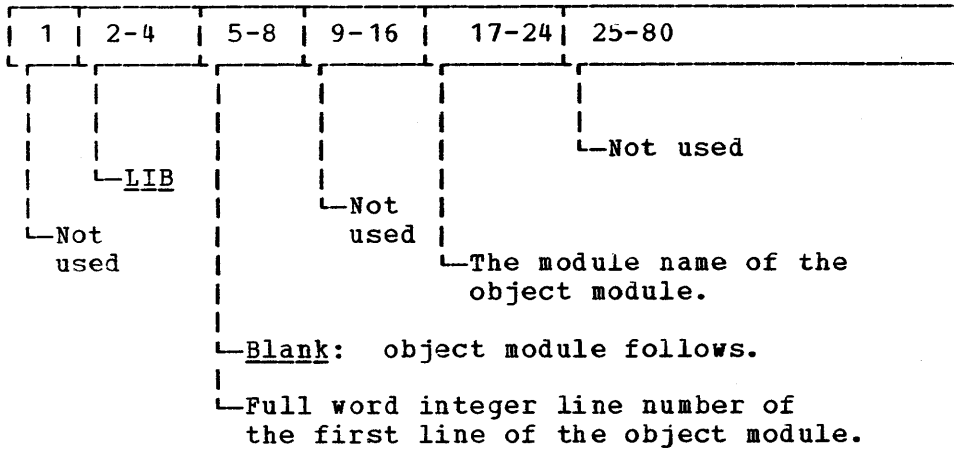 1 2-4 5-8 9-16 17-24 25-80
Not used
LIB
Not
used
Not
used
The module name of the
object module.
Blank: object module follows.
Full word integer line number of
the first line of the object module.